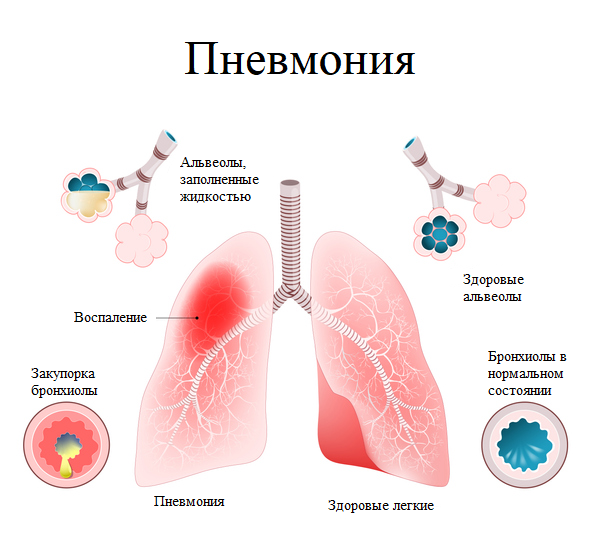 Пневмония
Альвеолы,
заполненные
жидкостью
Здоровые
альвеолы
Воспаление
Закупорка
бронхиолы
Бронхиолы в
нормальном
состоянии
Пневмония
Здоровые легкие